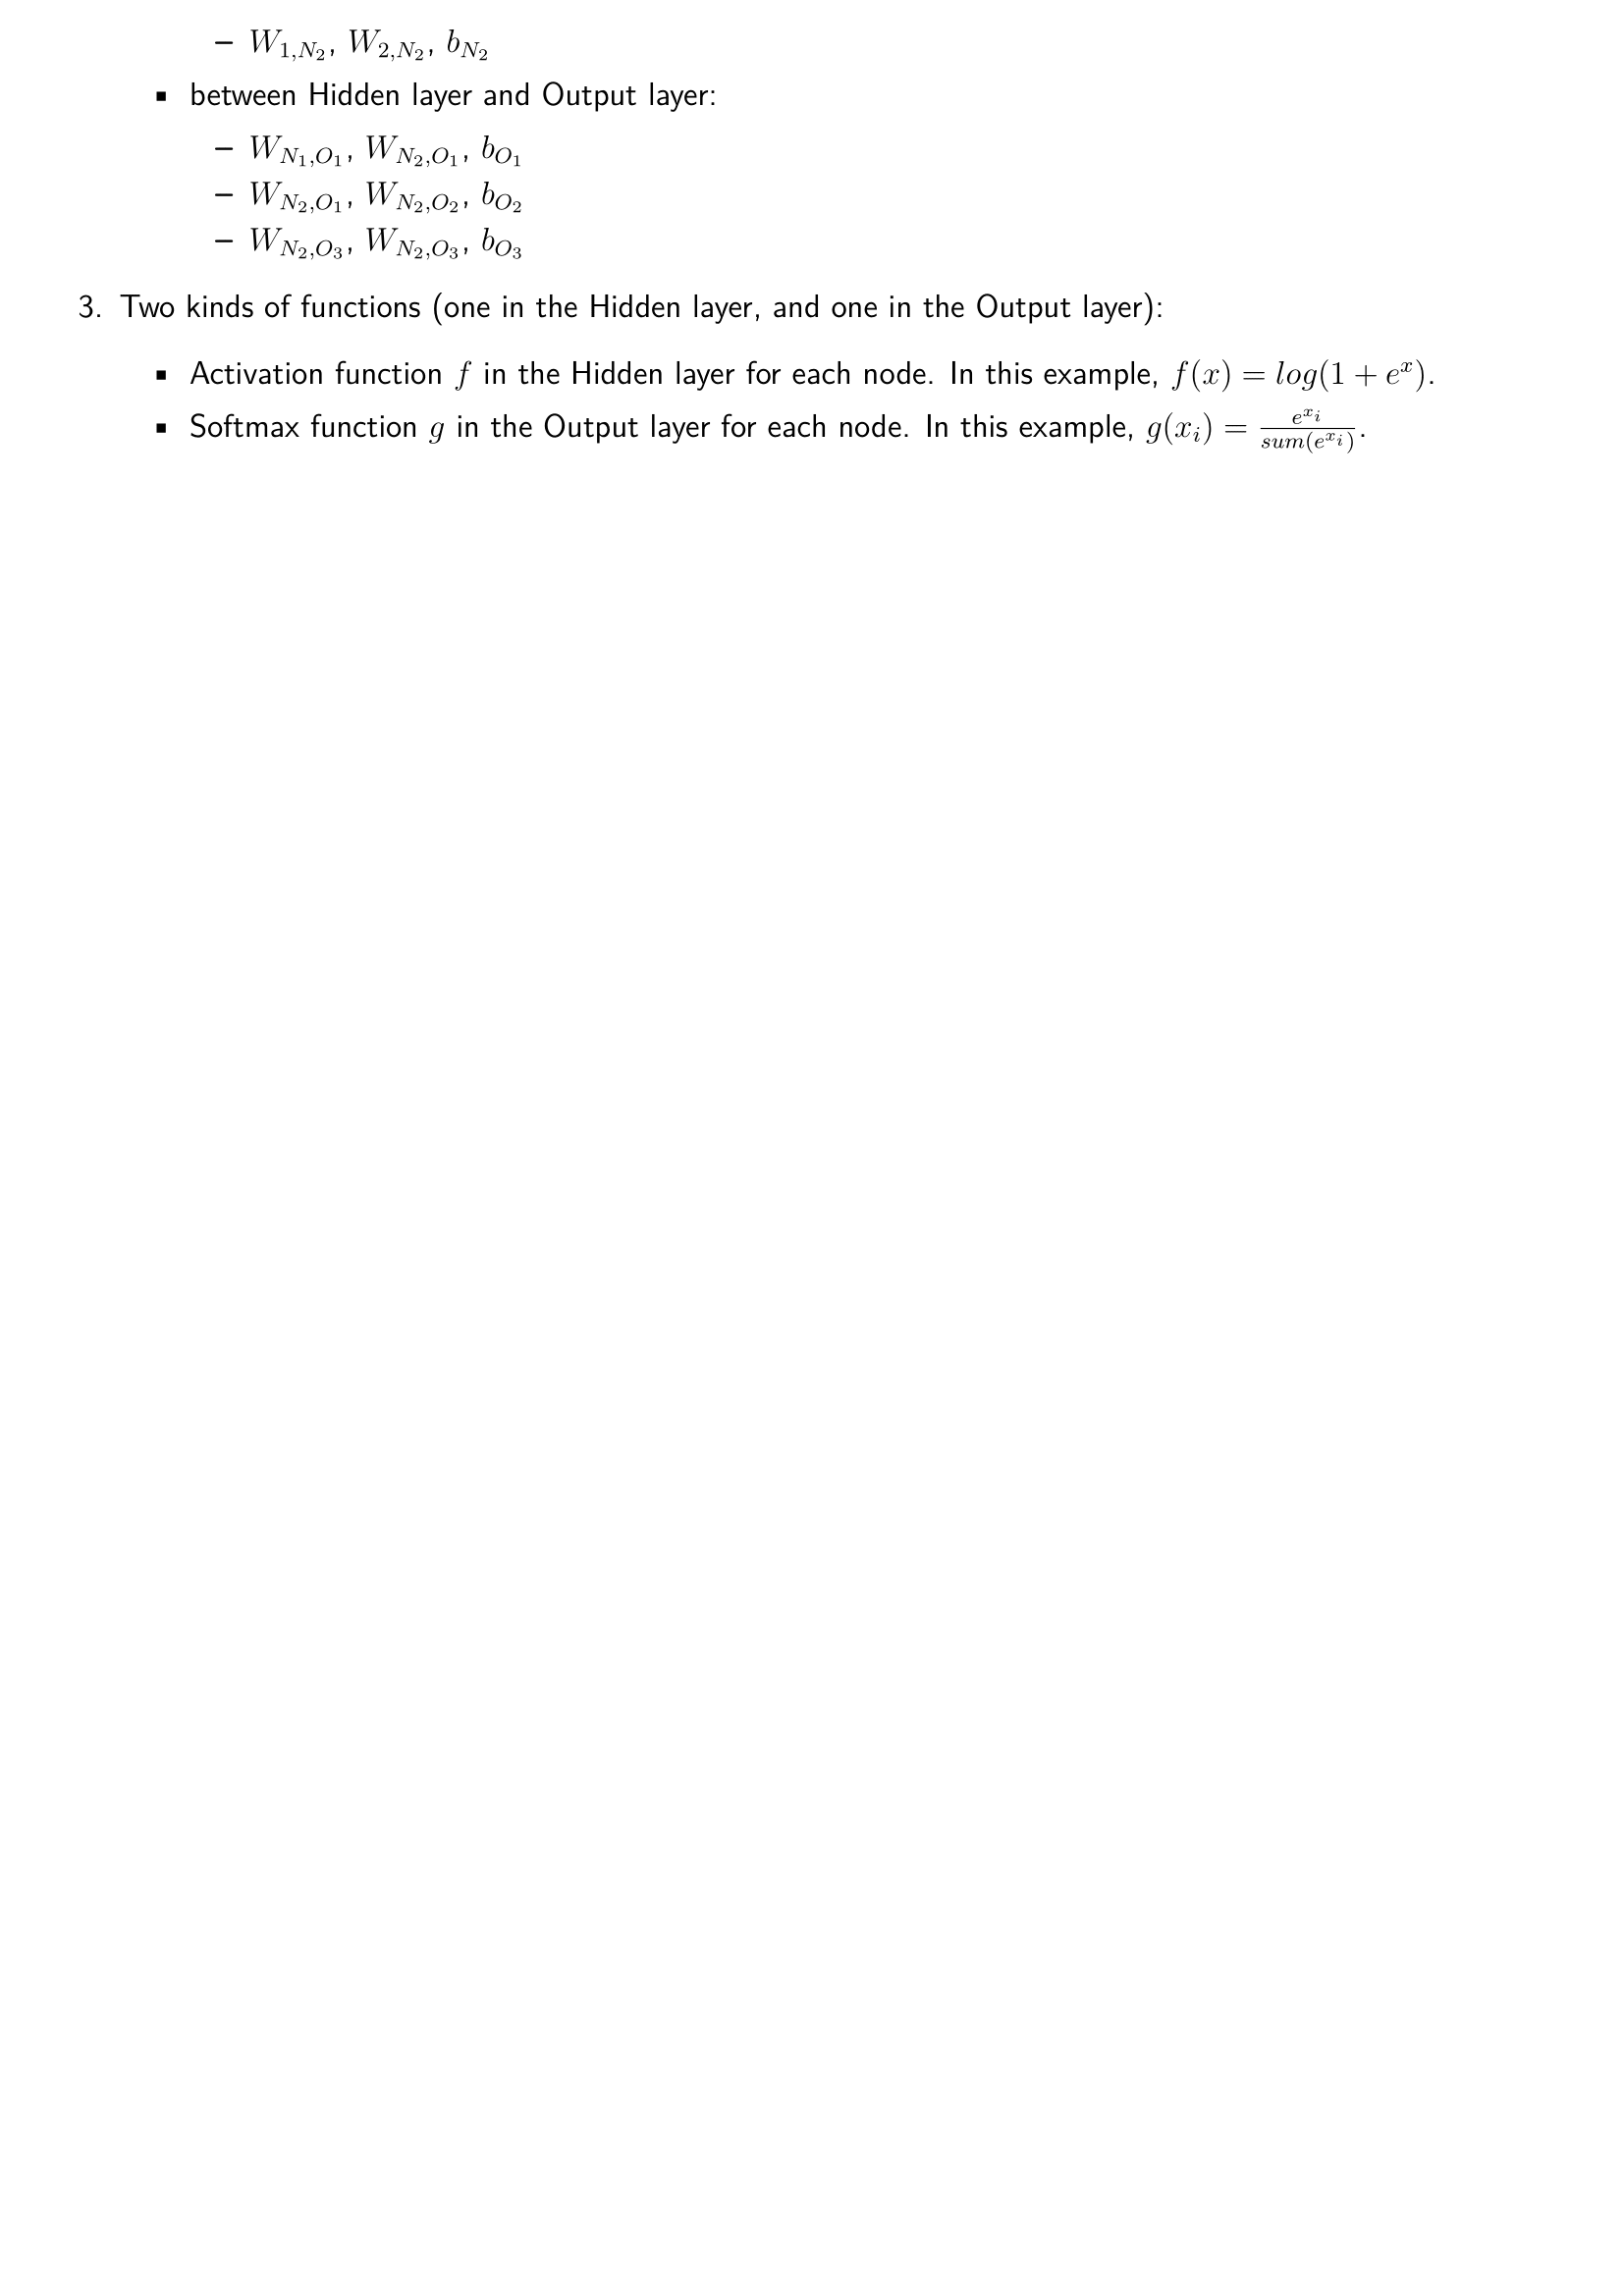 – W_{1,N_2}, W_{2,N_2}, b_{N_2}
▪ between Hidden layer and Output layer:
– W_{N_1,O_1}, W_{N_2,O_1}, b_{O_1}
– W_{N_2,O_1}, W_{N_2,O_2}, b_{O_2}
– W_{N_2,O_3}, W_{N_2,O_3}, b_{O_3}
3. Two kinds of functions (one in the Hidden layer, and one in the Output layer):
▪ Activation function f in the Hidden layer for each node. In this example, f(x) = log(1 + e^x).
▪ Softmax function g in the Output layer for each node. In this example, g(x_i) = \frac{e^{x_i}}{sum(e^{x_i})}.